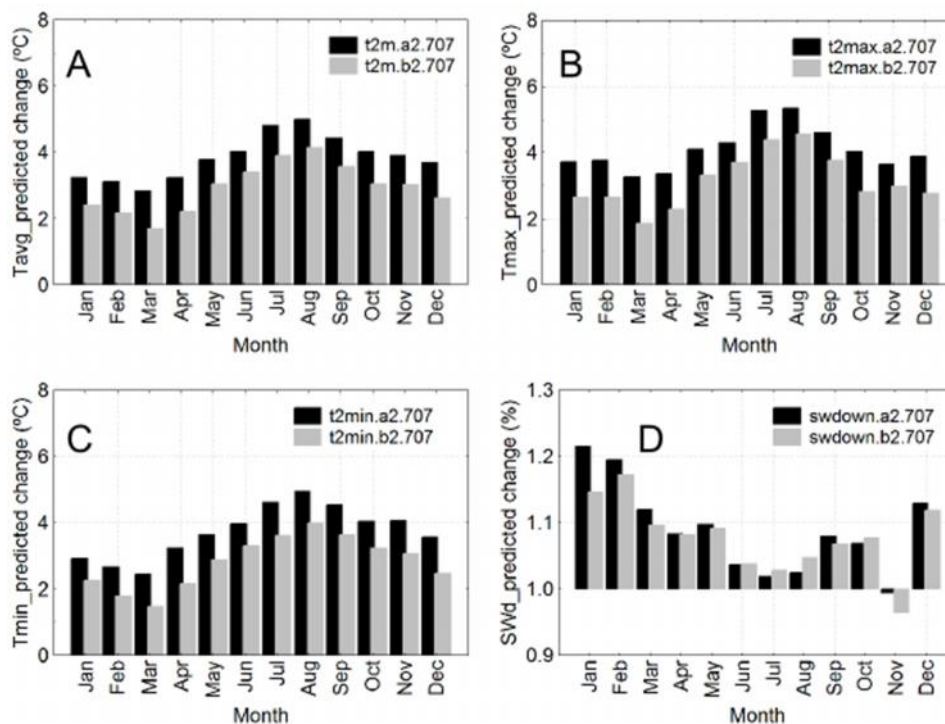 A
t2m.a2.707
t2m.b2.707
Tavg_predicted change (ºC)
8
6
4
2
0
Jan Feb Mar Apr May Jun Jul Aug Sep Oct Nov Dec
Month
B
t2max.a2.707
t2max.b2.707
Tmax_predicted change (ºC)
8
6
4
2
0
Jan Feb Mar Apr May Jun Jul Aug Sep Oct Nov Dec
Month
C
t2min.a2.707
t2min.b2.707
Tmin_predicted change (ºC)
8
6
4
2
0
Jan Feb Mar Apr May Jun Jul Aug Sep Oct Nov Dec
Month
D
swdown.a2.707
swdown.b2.707
SWd_predicted change (%)
1.3
1.2
1.1
1.0
0.9
Jan Feb Mar Apr May Jun Jul Aug Sep Oct Nov Dec
Month